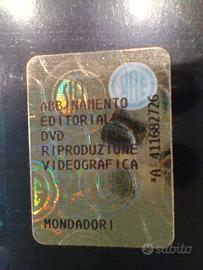 ABBINAMENTO
EDITORIALE
DVD
RIPRODUZIONE
VIDEOGRAFICA
MONDADORI
*A-411682726
subito